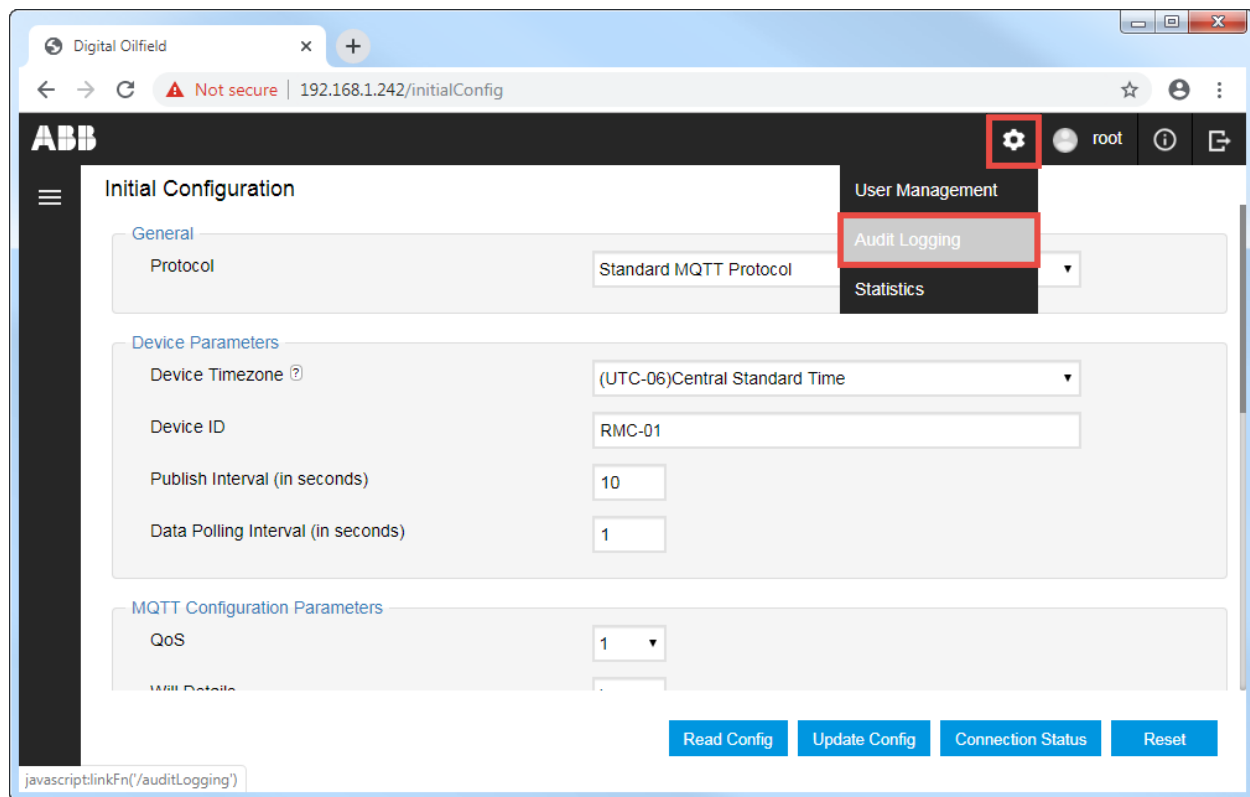 Digital Oilfield
Not secure | 192.168.1.242/initialConfig
ABB
root
Initial Configuration
User Management
Audit Logging
Statistics
General
Protocol
Standard MQTT Protocol
Device Parameters
Device Timezone ?
(UTC-06)Central Standard Time
Device ID
RMC-01
Publish Interval (in seconds)
10
Data Polling Interval (in seconds)
1
MQTT Configuration Parameters
QoS
1
Will Details
Read Config
Update Config
Connection Status
Reset
javascript:linkFn('/auditLogging')